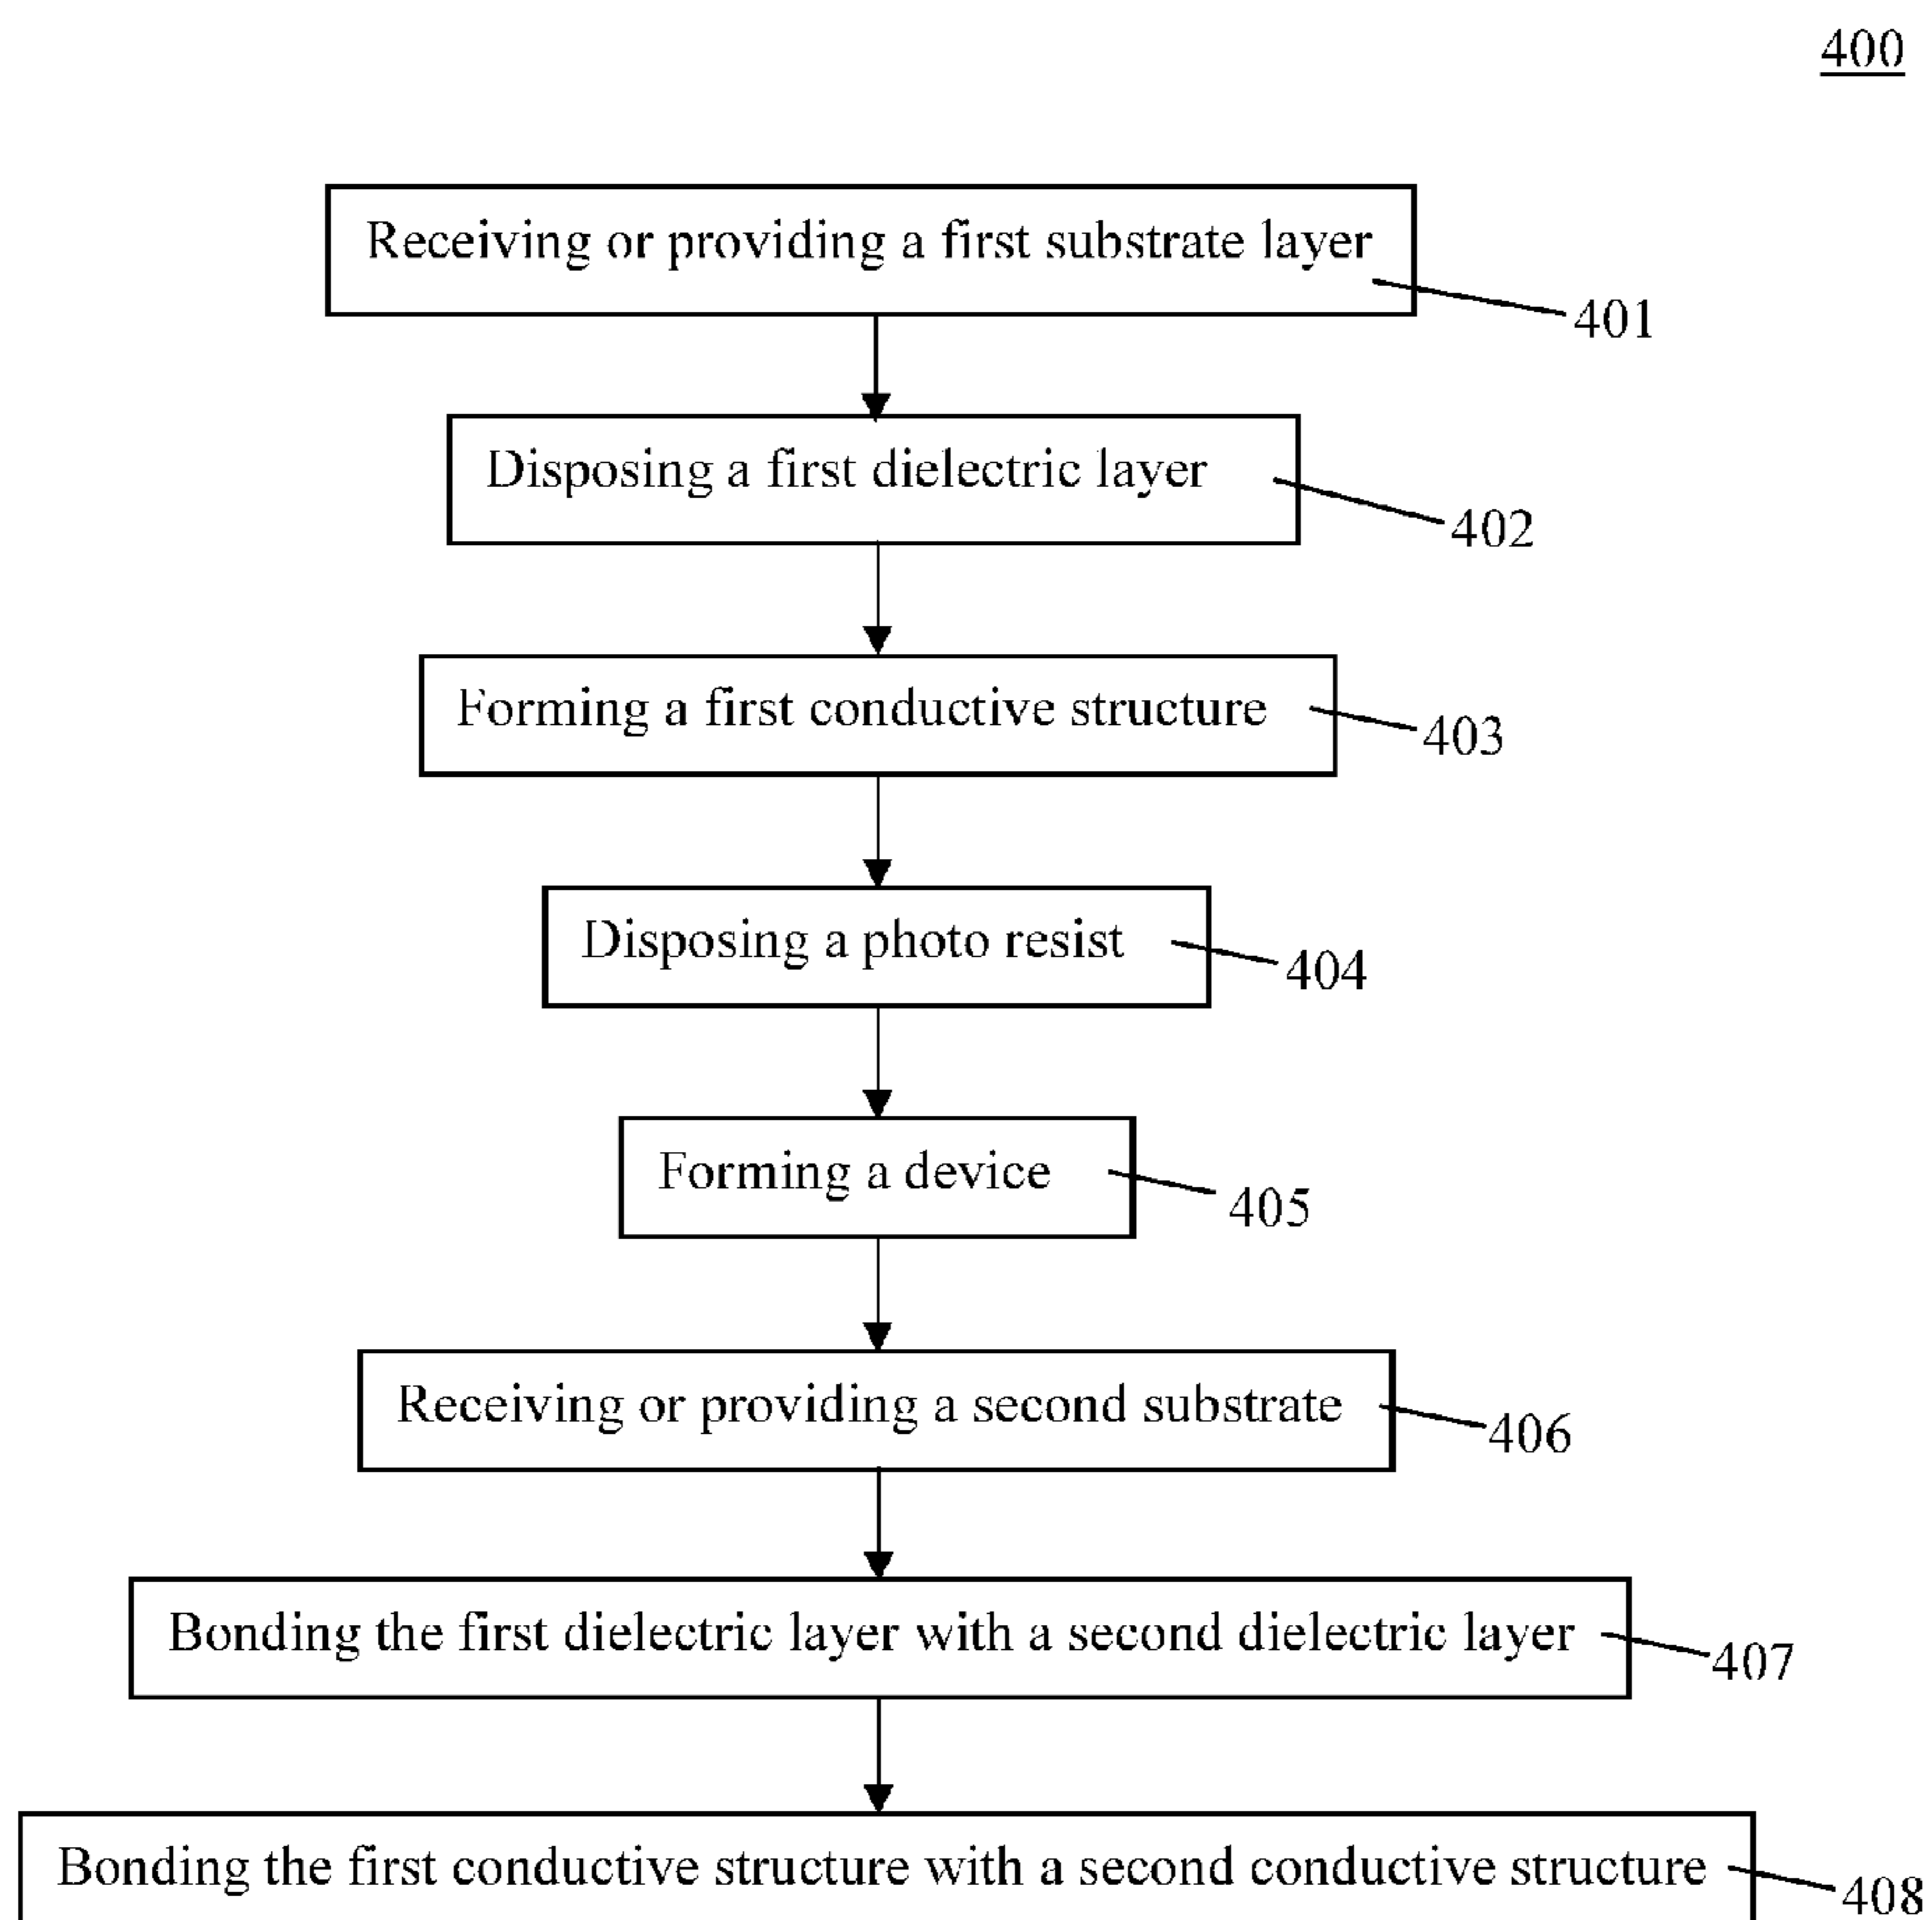 400
Receiving or providing a first substrate layer
401
Disposing a first dielectric layer
402
Forming a first conductive structure
403
Disposing a photo resist
404
Forming a device
405
Receiving or providing a second substrate
406
Bonding the first dielectric layer with a second dielectric layer
407
Bonding the first conductive structure with a second conductive structure
408